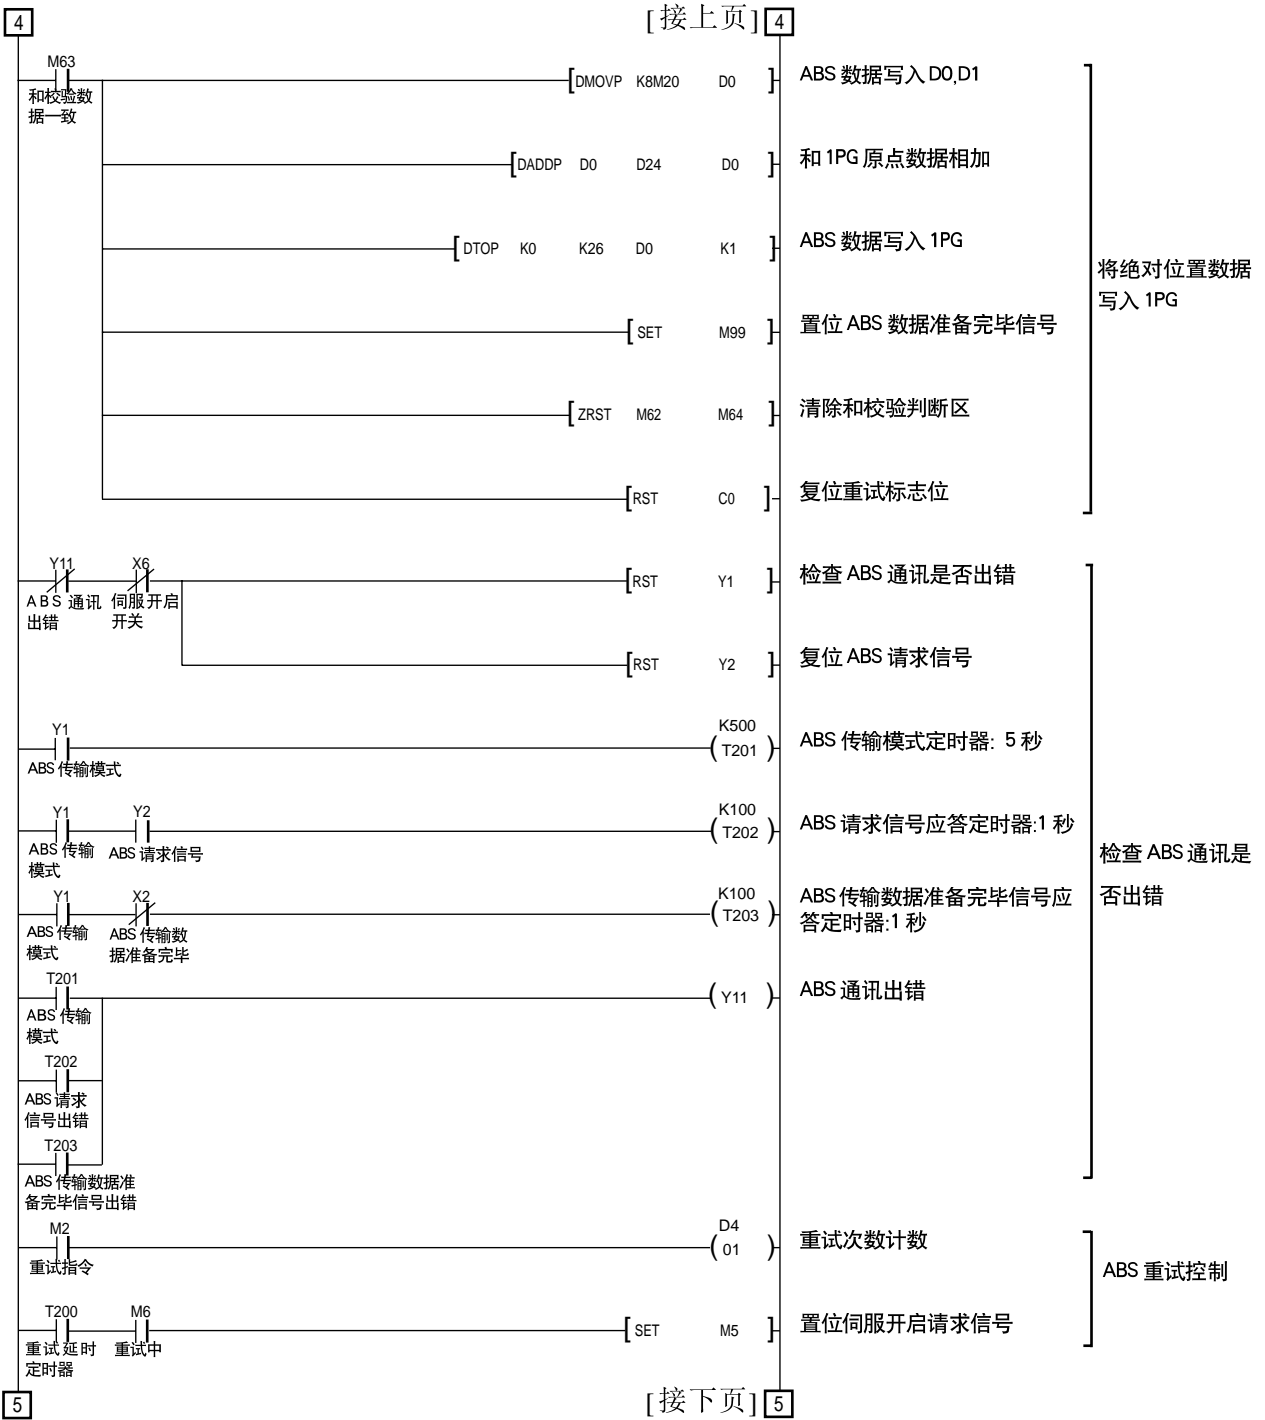 4 [接上页] 4
M63
和校验数
据一致
DMOVP K8M20 D0
ABS 数据写入 D0,D1
DADDP D0 D24 D0
和 1PG 原点数据相加
DTOP K0 K26 D0 K1
ABS 数据写入 1PG
SET M99
置位 ABS 数据准备完毕信号
ZRST M62 M64
清除和校验判断区
RST C0
复位重试标志位
将绝对位置数据
写入 1PG
Y11 X6
ABS 通讯
出错
伺服开启
开关
RST Y1
检查 ABS 通讯是否出错
RST Y2
复位 ABS 请求信号
Y1
ABS 传输模式
K500
T201
ABS 传输模式定时器: 5 秒
Y1 Y2
ABS 传输
模式
ABS 请求信号
K100
T202
ABS 请求信号应答定时器:1 秒
Y1 X2
ABS 传输
模式
ABS 传输数
据准备完毕
K100
T203
ABS 传输数据准备完毕信号应
答定时器:1 秒
T201
ABS 传输
模式
Y11
ABS 通讯出错
T202
ABS 请求
信号出错
T203
ABS 传输数据准
备完毕信号出错
检查 ABS 通讯是
否出错
M2
重试指令
D4
01
重试次数计数
T200 M6
重试延时
定时器
重试中
SET M5
置位伺服开启请求信号
ABS 重试控制
5 [接下页] 5